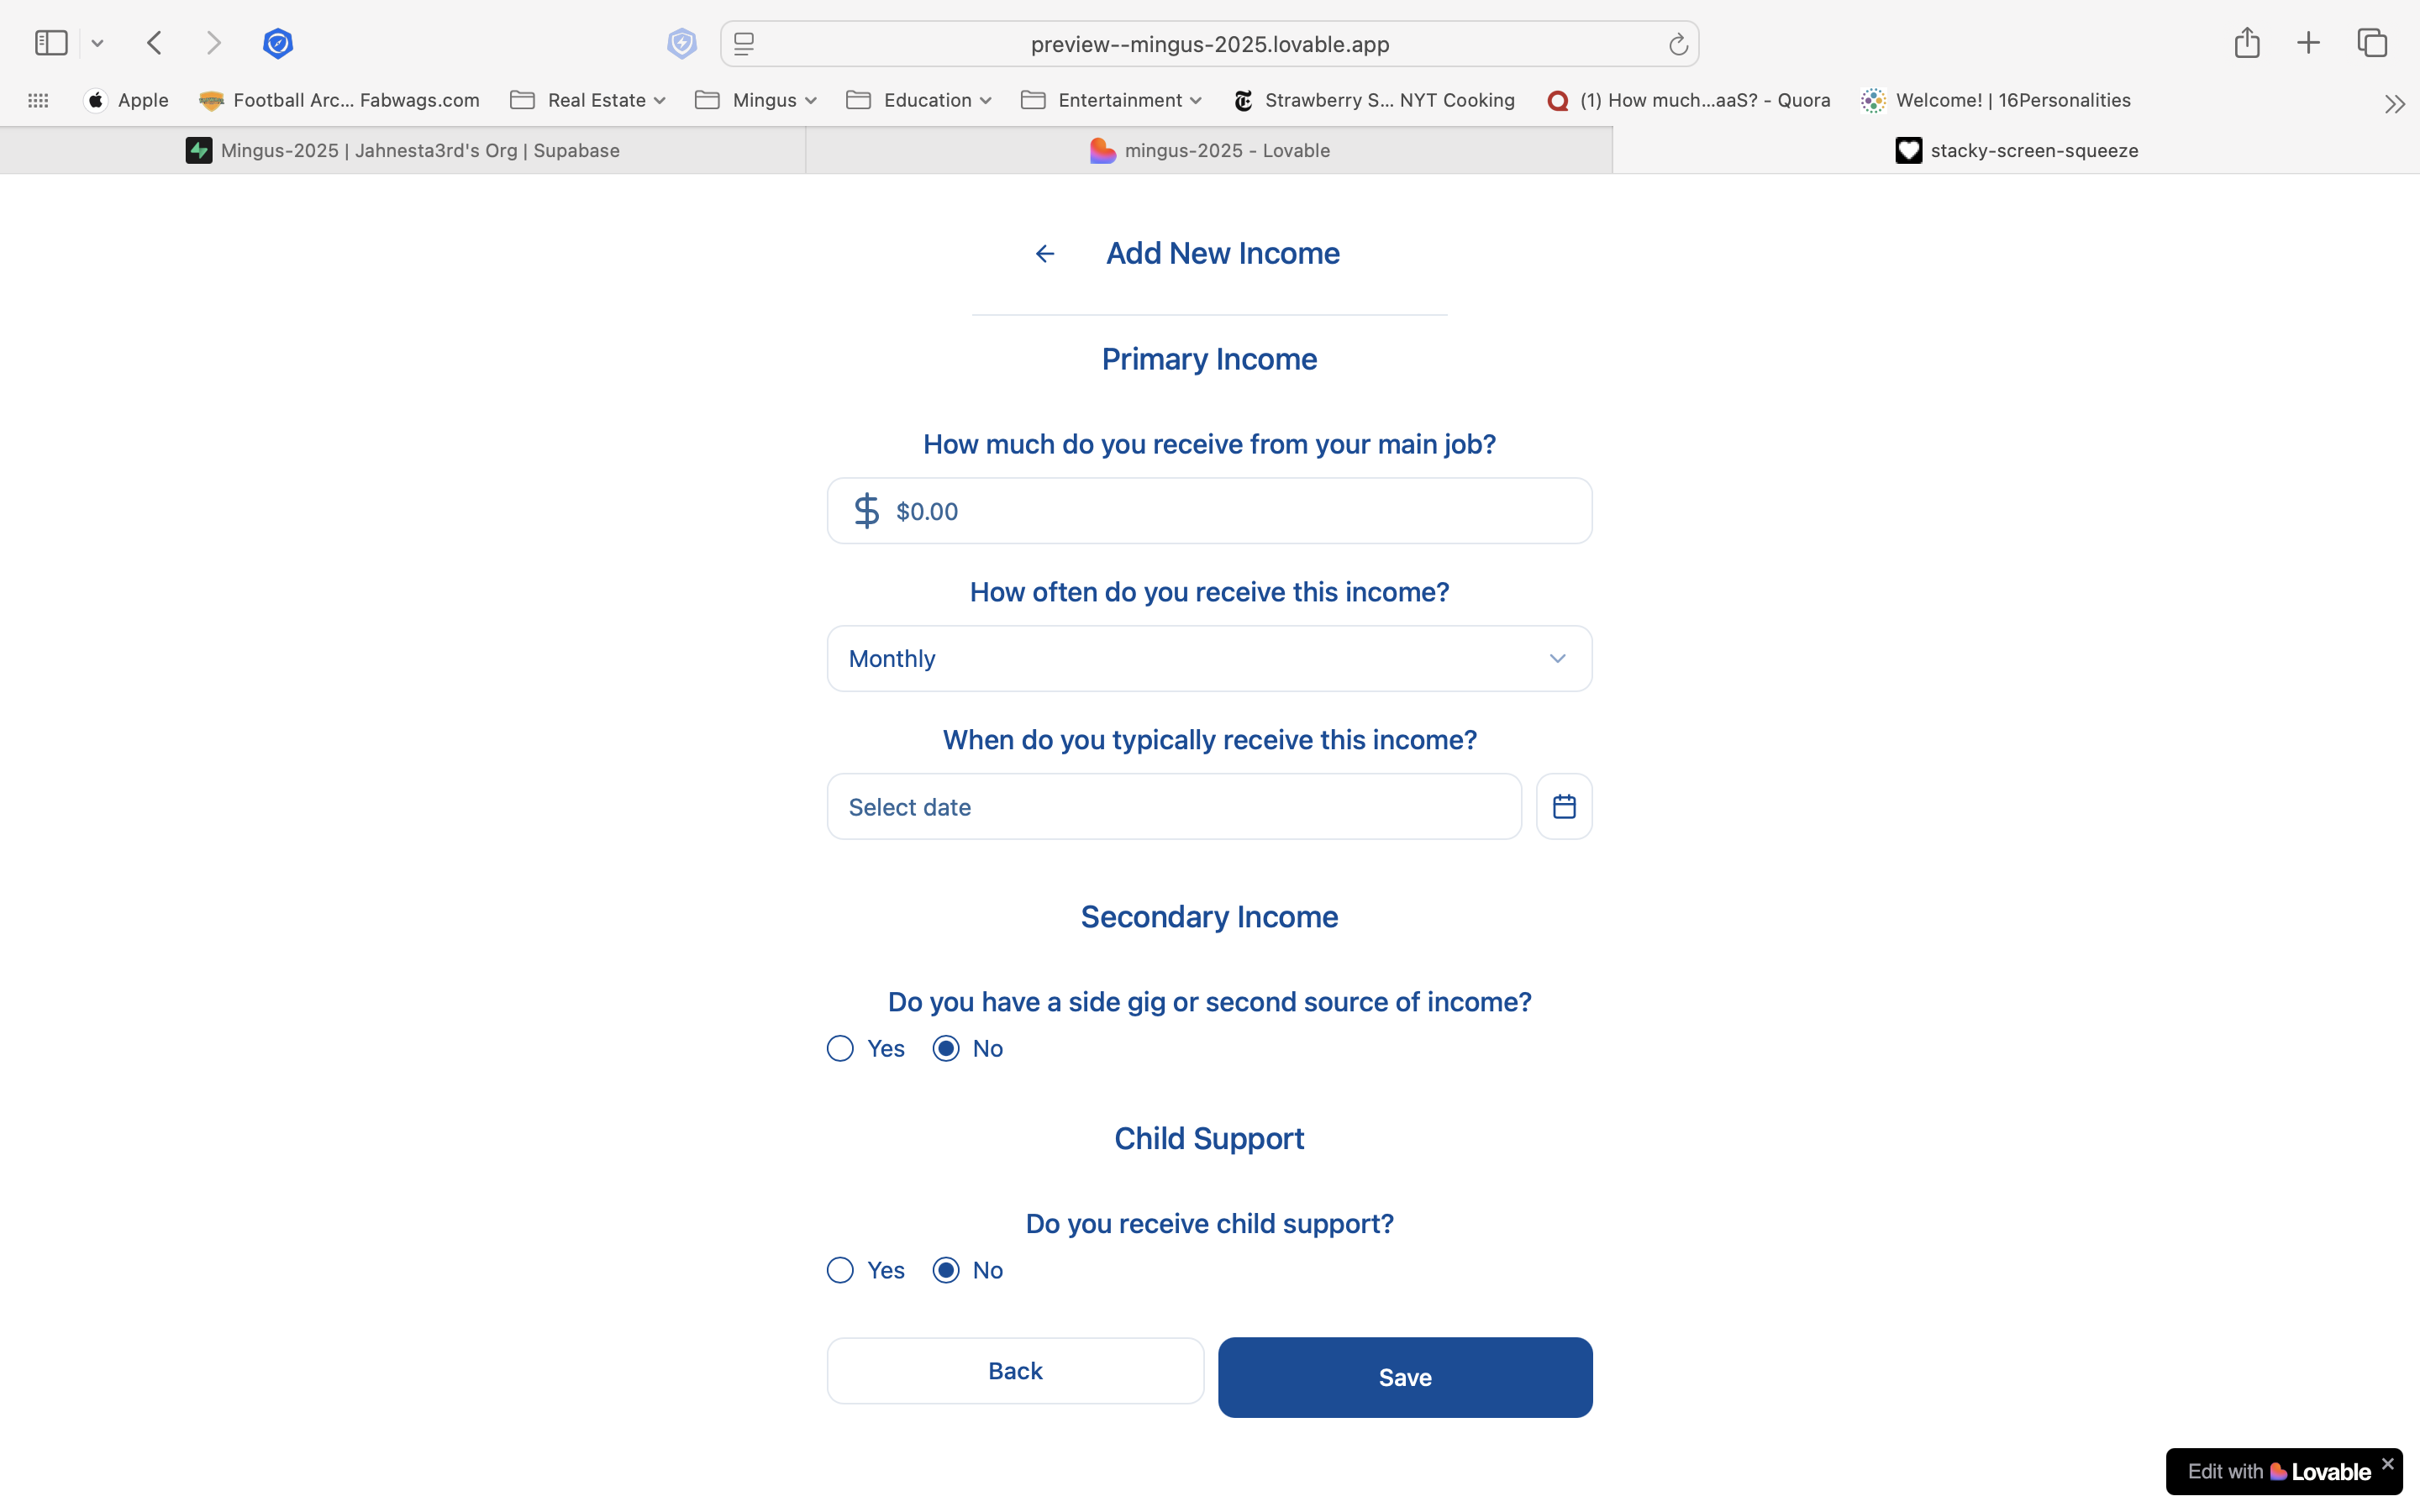 preview--mingus-2025.lovable.app
Apple
Football Arc... Fabwags.com
Real Estate
Mingus
Education
Entertainment
Strawberry S... NYT Cooking
(1) How much...aaS? - Quora
Welcome! | 16Personalities
Mingus-2025 | Jahnesta3rd's Org | Supabase
mingus-2025 - Lovable
stacky-screen-squeeze
Add New Income
Primary Income
How much do you receive from your main job?
$ $0.00
How often do you receive this income?
Monthly
When do you typically receive this income?
Select date
Secondary Income
Do you have a side gig or second source of income?
Yes No
Child Support
Do you receive child support?
Yes No
Back
Save
Edit with Lovable